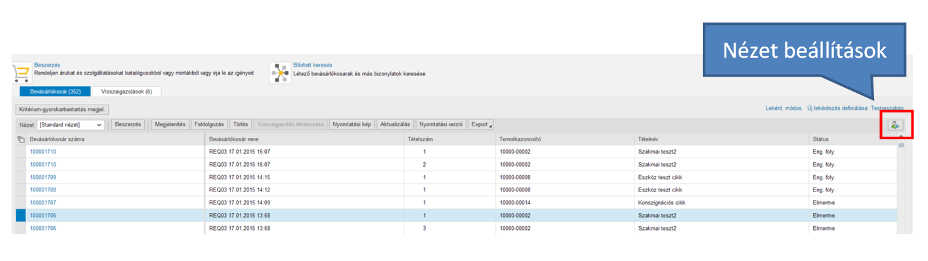 Nézet beállítások
Beszerzés
Rendeljen árukat és szolgáltatásokat katalógusokból vagy mintákból vagy írja le az igényeit
Bővített keresés
Létező bevásárlókosarak és más bizonylatok keresése
Bevásárlókosár (352) Visszaigazolások (6)
Kritérium-gyorskarbantartás megjel. Lekérd. módos. Új lekérdezés definiálása Testreszabás
Nézet: [Standard nézet] Beszerzés Megjelenítés Feldolgozás Törlés Visszaigazolás létrehozása Nyomtatási kép Aktualizálás Nyomtatási verzió Export
Bevásárlókosár száma Bevásárlókosár neve Tételszám Termékazonosító Tételnév Státus
100001710 REQ03 17.01.2015 16:07 1 10000-00002 Szakmai teszt2 Eng. foly.
100001710 REQ03 17.01.2015 16:07 2 10000-00002 Szakmai teszt2 Eng. foly.
100001709 REQ03 17.01.2015 14:15 1 10000-00008 Eszköz teszt cikk Eng. foly.
100001708 REQ03 17.01.2015 14:12 1 10000-00008 Eszköz teszt cikk Eng. foly.
100001707 REQ03 17.01.2015 14:09 1 10000-00014 Konszignációs cikk Elmentve
100001706 REQ03 17.01.2015 13:58 1 10000-00002 Szakmai teszt2 Elmentve
100001706 REQ03 17.01.2015 13:58 3 10000-00002 Szakmai teszt2 Elmentve